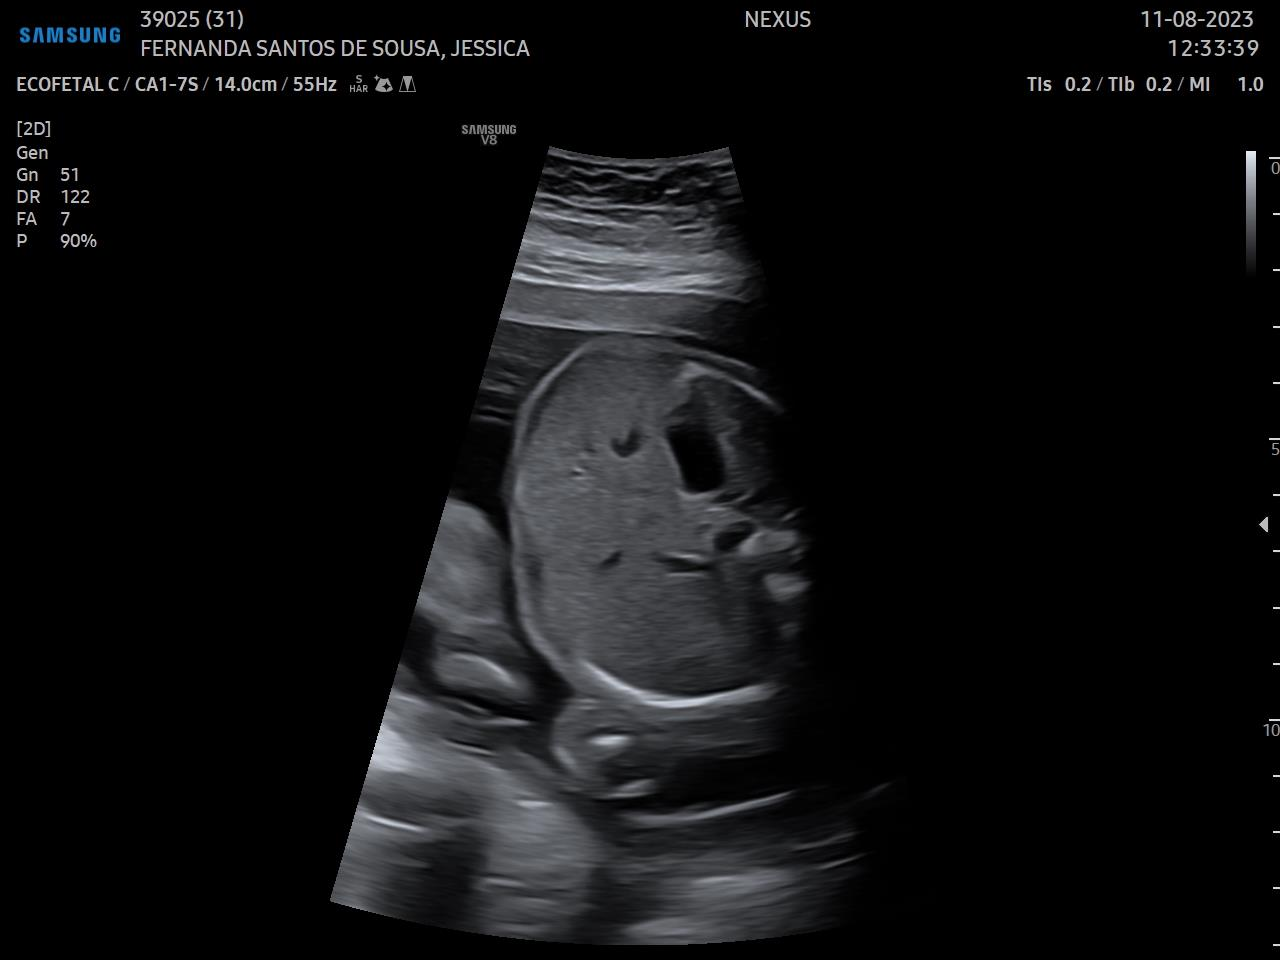 SAMSUNG
39025 (31)
NEXUS
11-08-2023
FERNANDA SANTOS DE SOUSA, JESSICA
12:33:39
ECOFETAL C / CA1-7S / 14.0cm / 55Hz
S
HAR
TIs 0.2 / TIb 0.2 / MI 1.0
[2D]
Gen
Gn 51
DR 122
FA 7
P 90%
SAMSUNG
V8
0
5
10